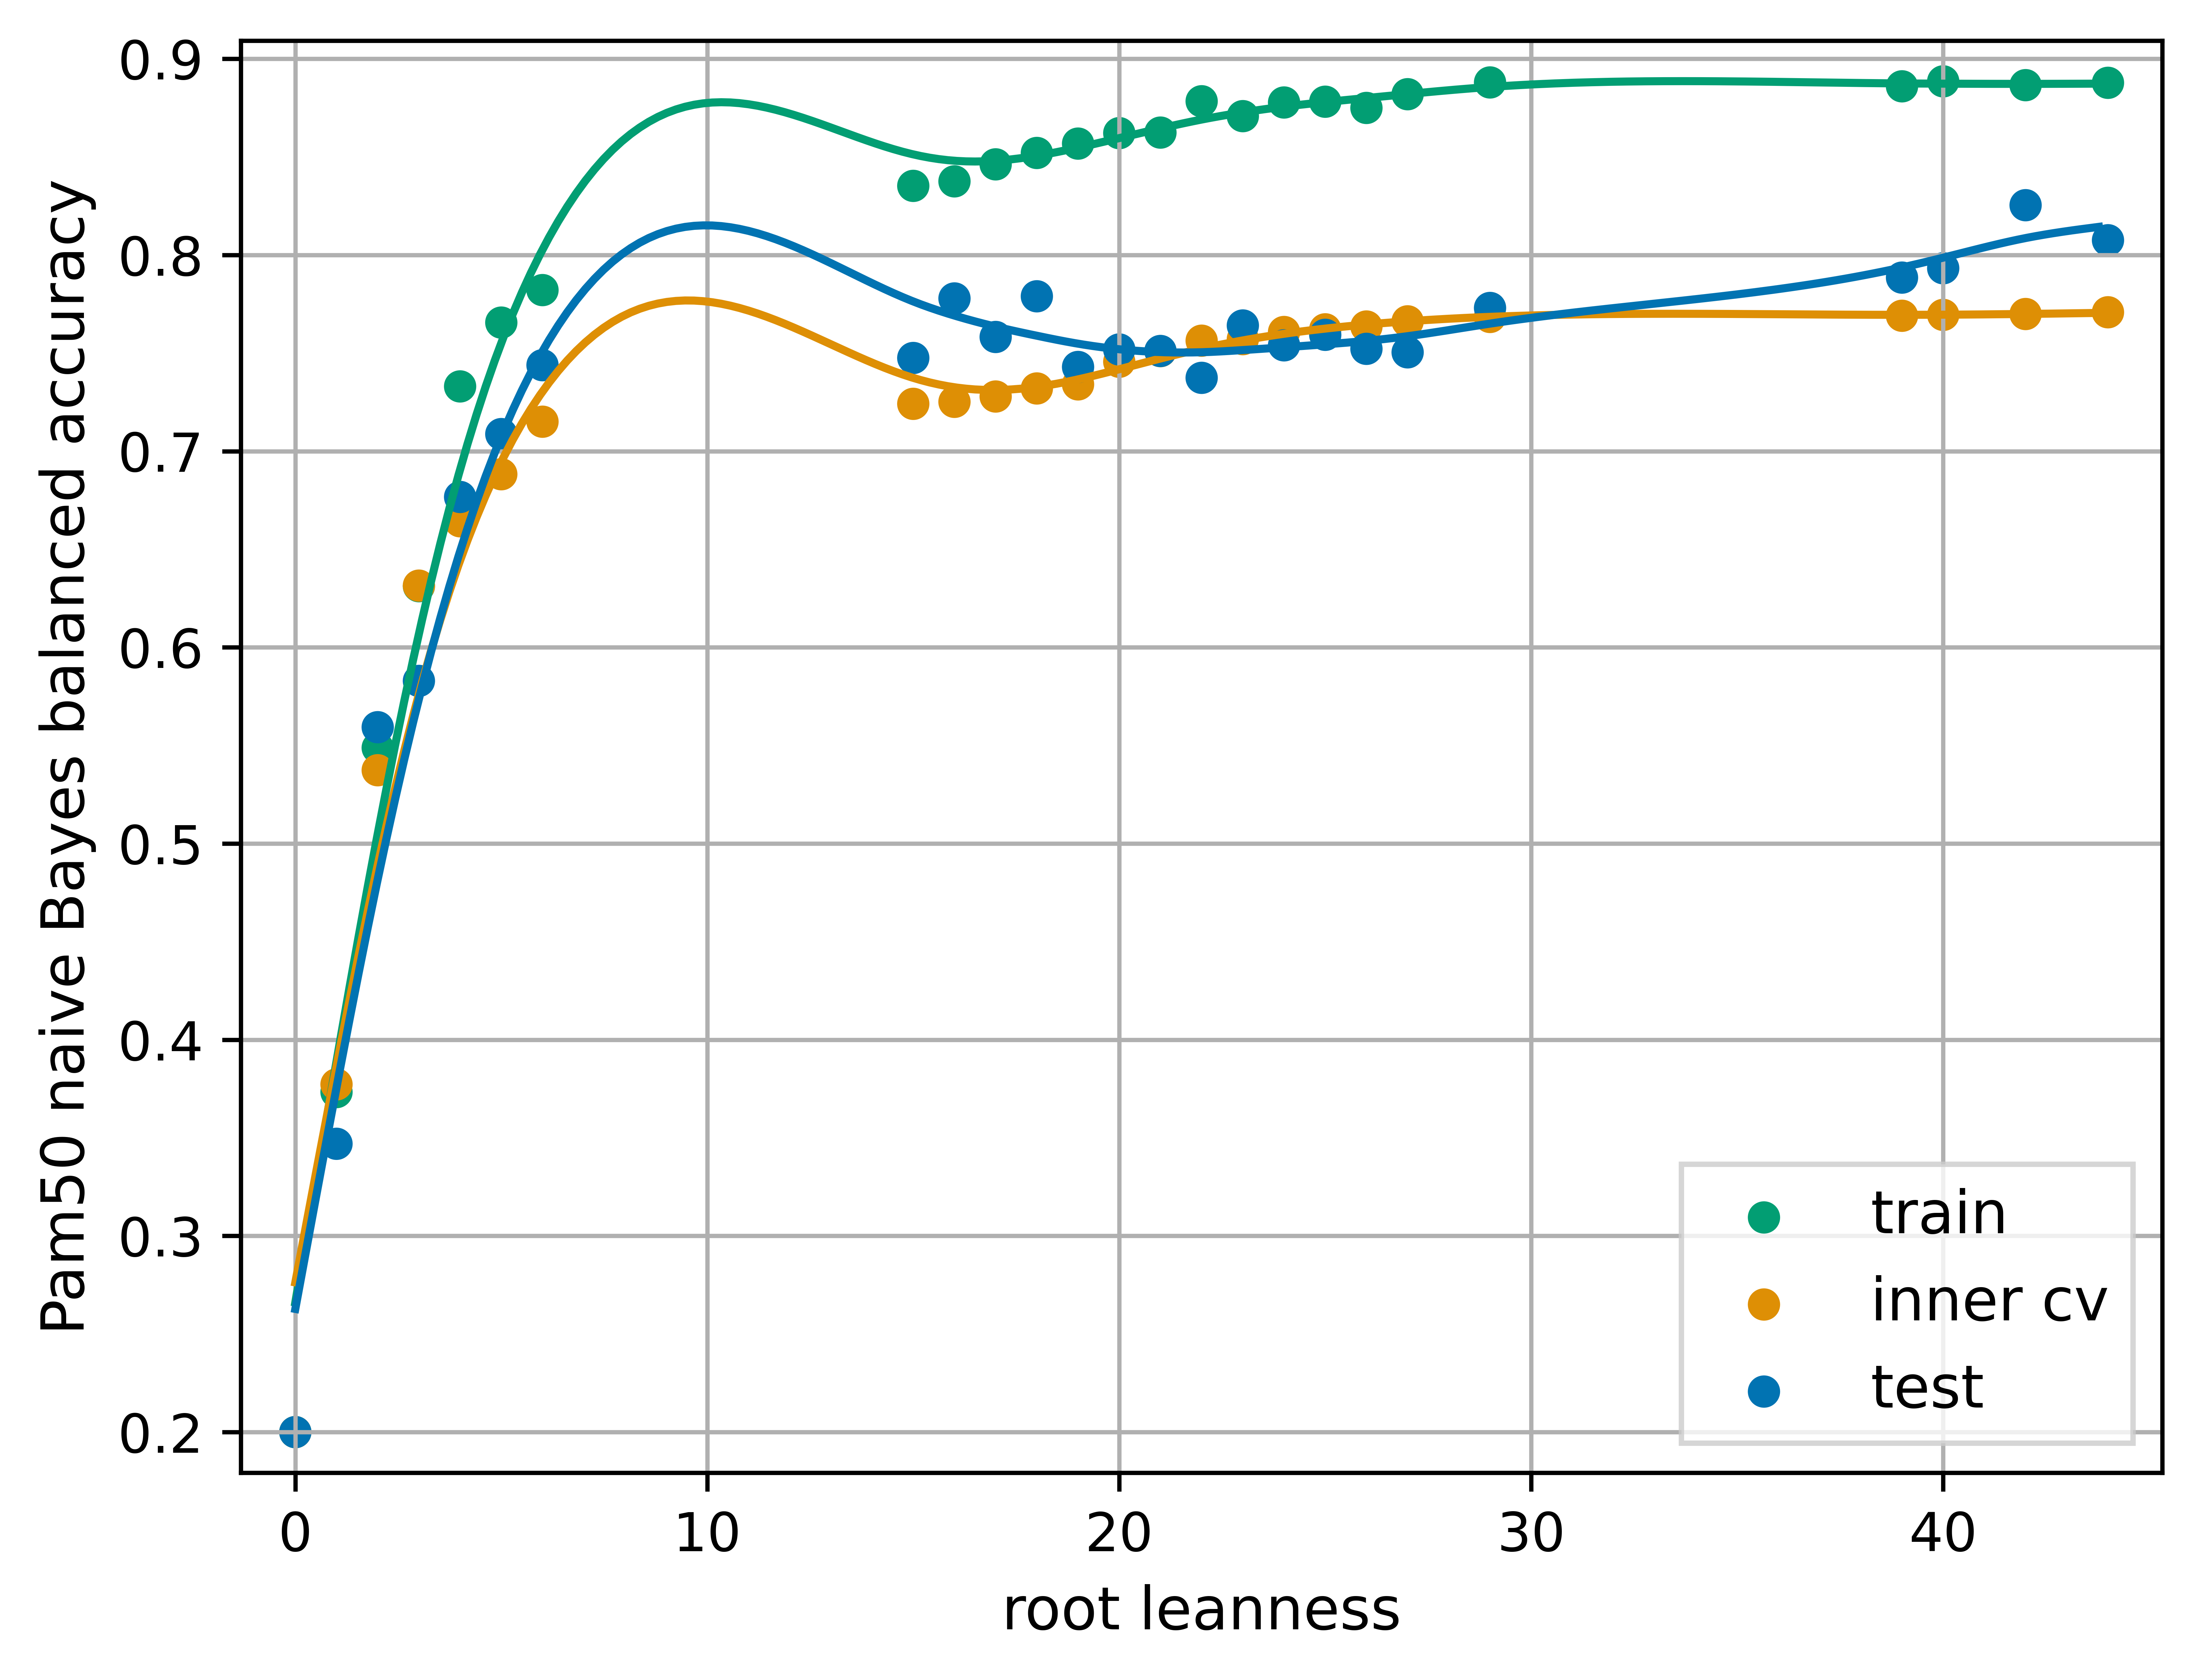 Pam50 naive Bayes balanced accuracy
0.9
0.8
0.7
0.6
0.5
0.4
0.3
0.2
0 10 20 30 40
root leanness
train
inner cv
test